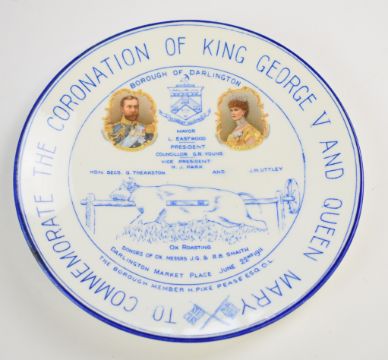 TO COMMEMORATE THE CORONATION OF KING GEORGE V AND QUEEN MARY
BOROUGH OF DARLINGTON
MAYOR
L. EASTWOOD
PRESIDENT
COUNCILLOR G.R. YOUNG
VICE PRESIDENT
H.J. PARK
HON. SECS. G. THEAKSTON AND J.M. UTTLEY
OX ROASTING
DONORS OF OX MESSRS J.G. & R.B. SNAITH
DARLINGTON MARKET PLACE JUNE 22ND 1911
THE BOROUGH MEMBER H. PIKE PEASE ESQ. D.L.